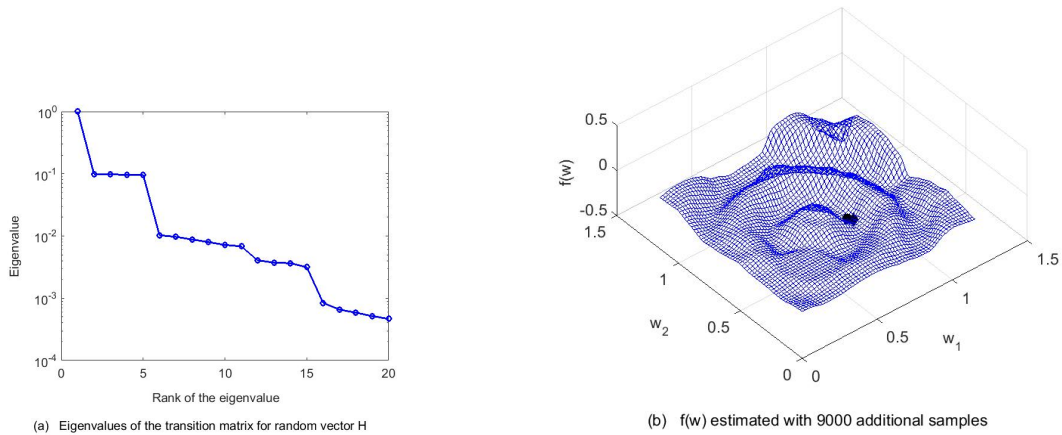 10^0
10^-1
10^-2
10^-3
10^-4
Eigenvalue
0 5 10 15 20
Rank of the eigenvalue
(a) Eigenvalues of the transition matrix for random vector H
0.5
0
-0.5
f(w)
1.5
1
0.5
0
w_2
0
0.5
1
1.5
w_1
(b) f(w) estimated with 9000 additional samples